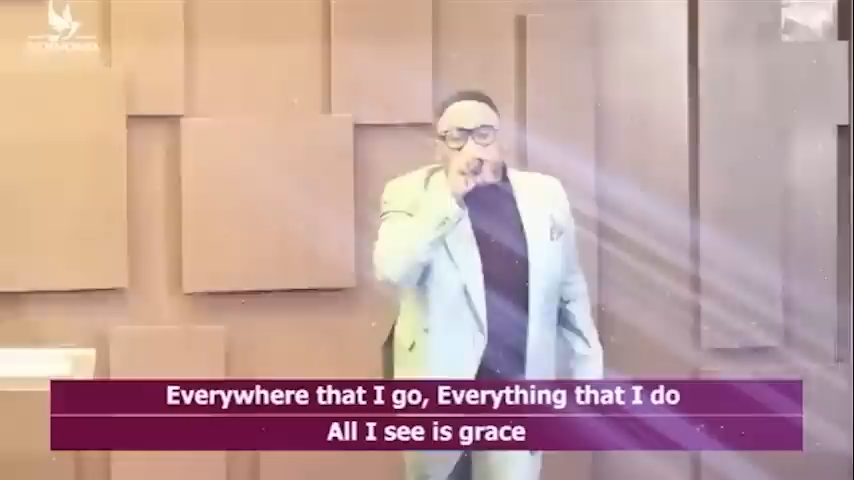 Everywhere that I go, Everything that I do
All I see is grace